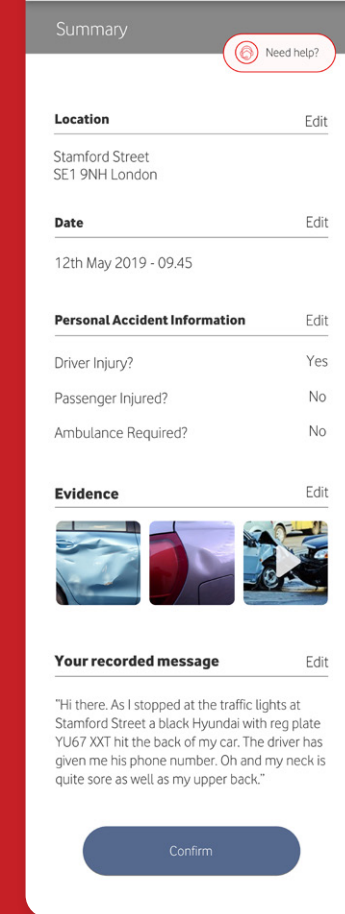 Summary
Need help?
Location Edit
Stamford Street
SE1 9NH London
Date Edit
12th May 2019 - 09.45
Personal Accident Information Edit
Driver Injury? Yes
Passenger Injured? No
Ambulance Required? No
Evidence Edit
Your recorded message Edit
"Hi there. As I stopped at the traffic lights at
Stamford Street a black Hyundai with reg plate
YU67 XXT hit the back of my car. The driver has
given me his phone number. Oh and my neck is
quite sore as well as my upper back."
Confirm